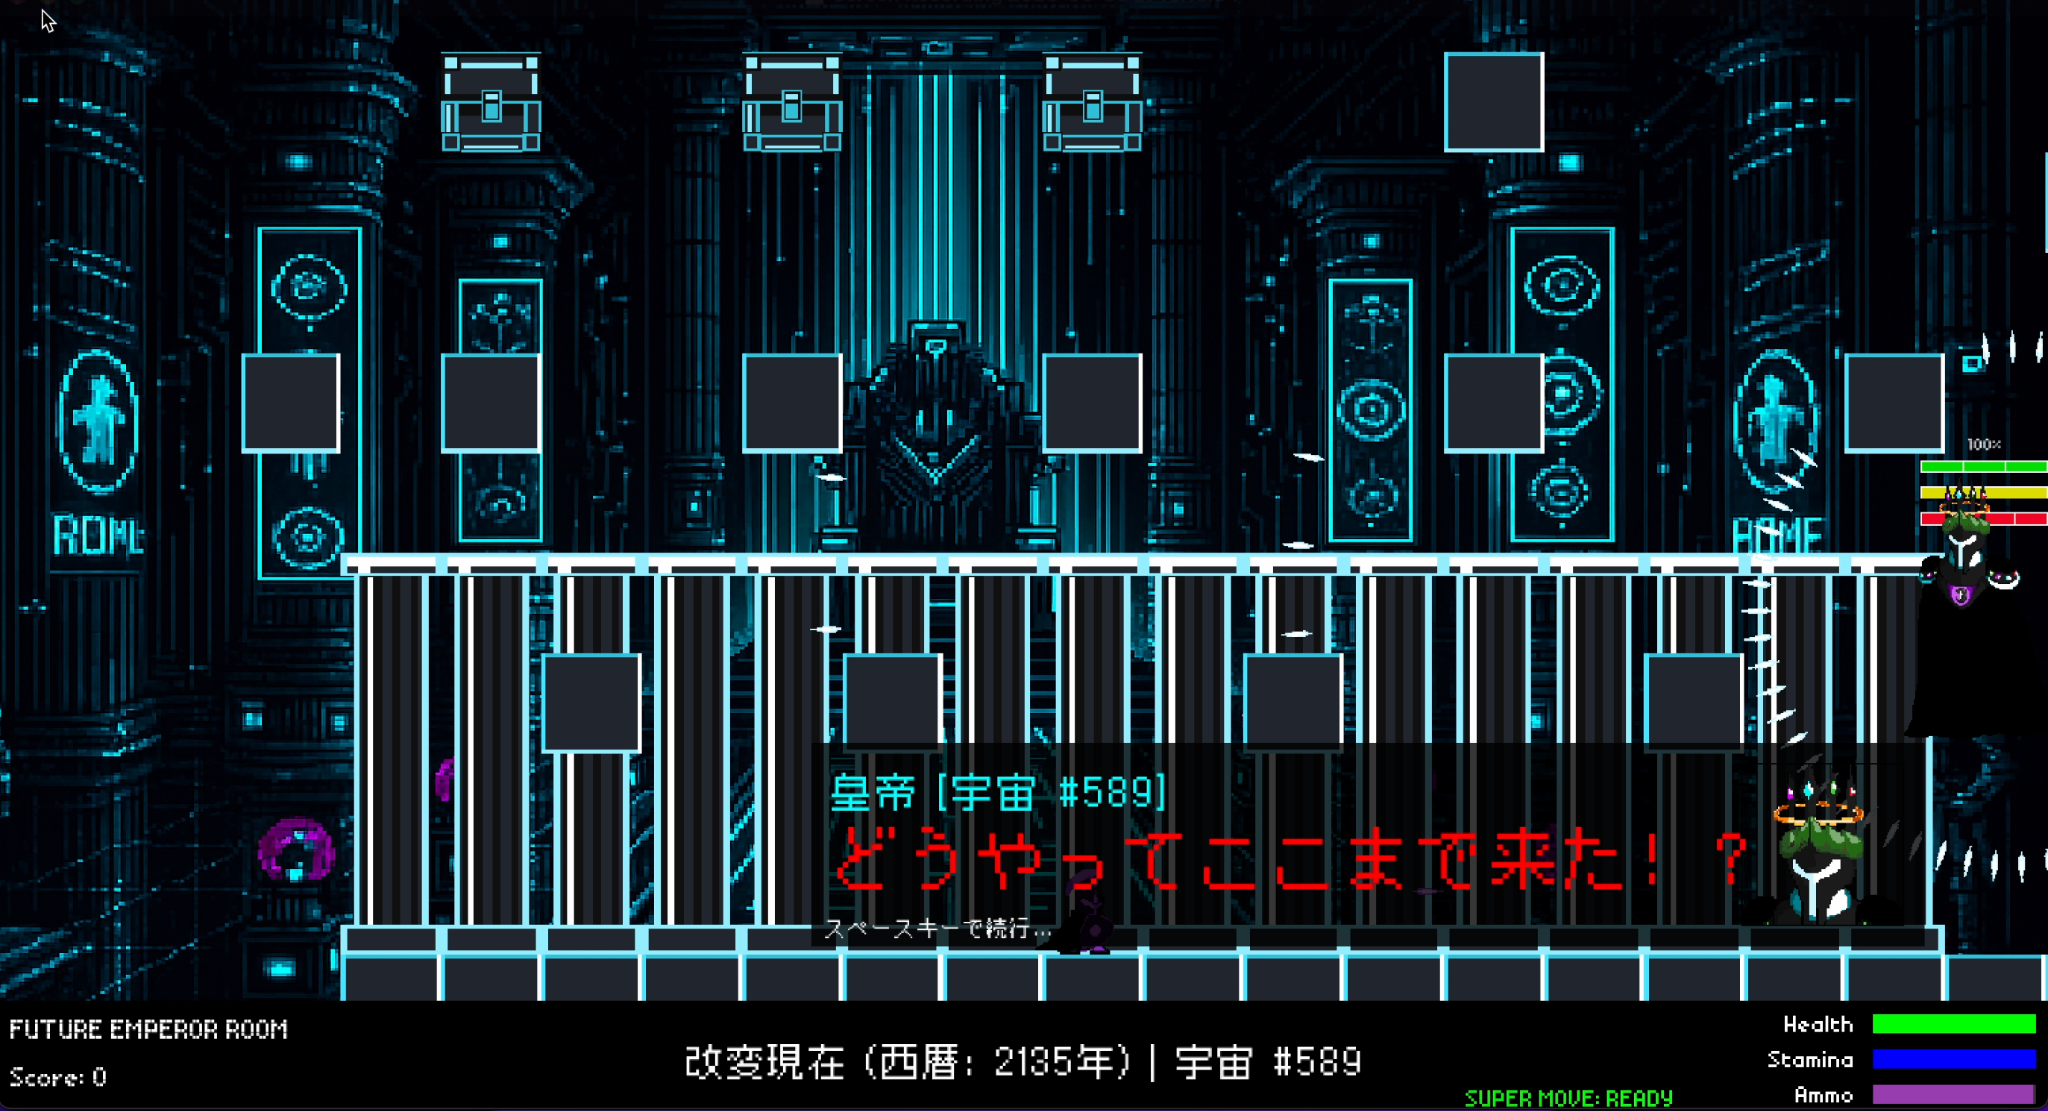 ROME
100%
ROME
皇帝 [宇宙 #589]
どうやってここまで来た！？
スペースキーで続行...
FUTURE EMPEROR ROOM
Score: 0
改変現在 (西暦: 2135年) | 宇宙 #589
Health
Stamina
Ammo
SUPER MOVE: READY